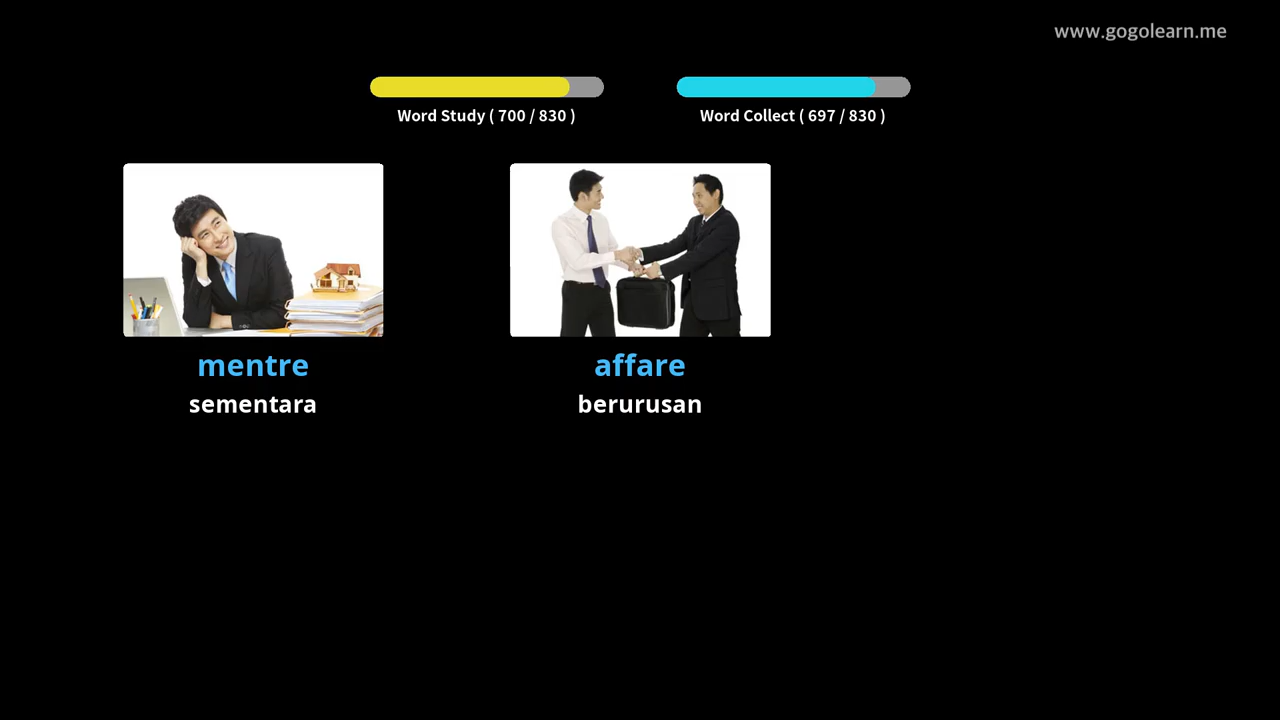 www.gogolearn.me
Word Study ( 700 / 830 )
Word Collect ( 697 / 830 )
mentre
sementara
affare
berurusan